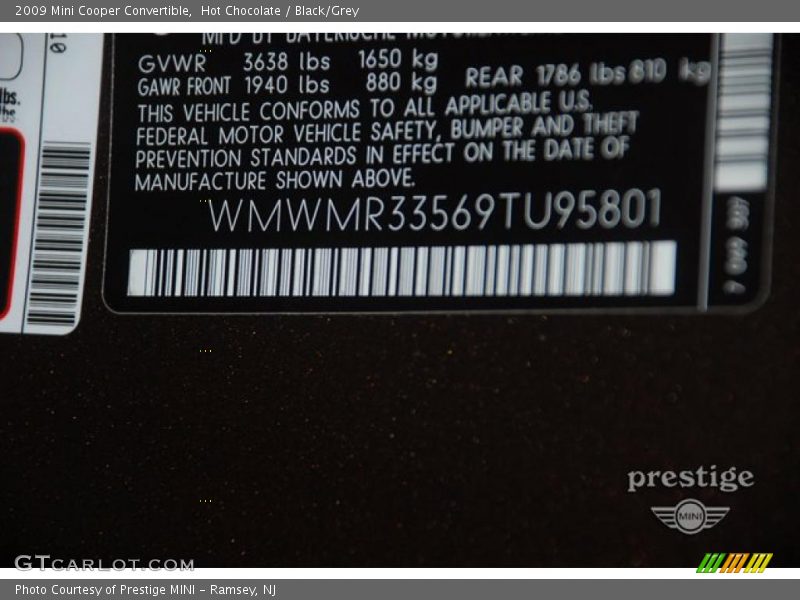 2009 Mini Cooper Convertible,  Hot Chocolate / Black/Grey
GVWR 3638 lbs 1650 kg
GAWR FRONT 1940 lbs 880 kg REAR 1786 lbs 810 kg
THIS VEHICLE CONFORMS TO ALL APPLICABLE U.S.
FEDERAL MOTOR VEHICLE SAFETY, BUMPER AND THEFT
PREVENTION STANDARDS IN EFFECT ON THE DATE OF
MANUFACTURE SHOWN ABOVE.
WMWMR33569TU95801
lbs.
prestige
MINI
GTCARLOT.COM
Photo Courtesy of Prestige MINI – Ramsey, NJ